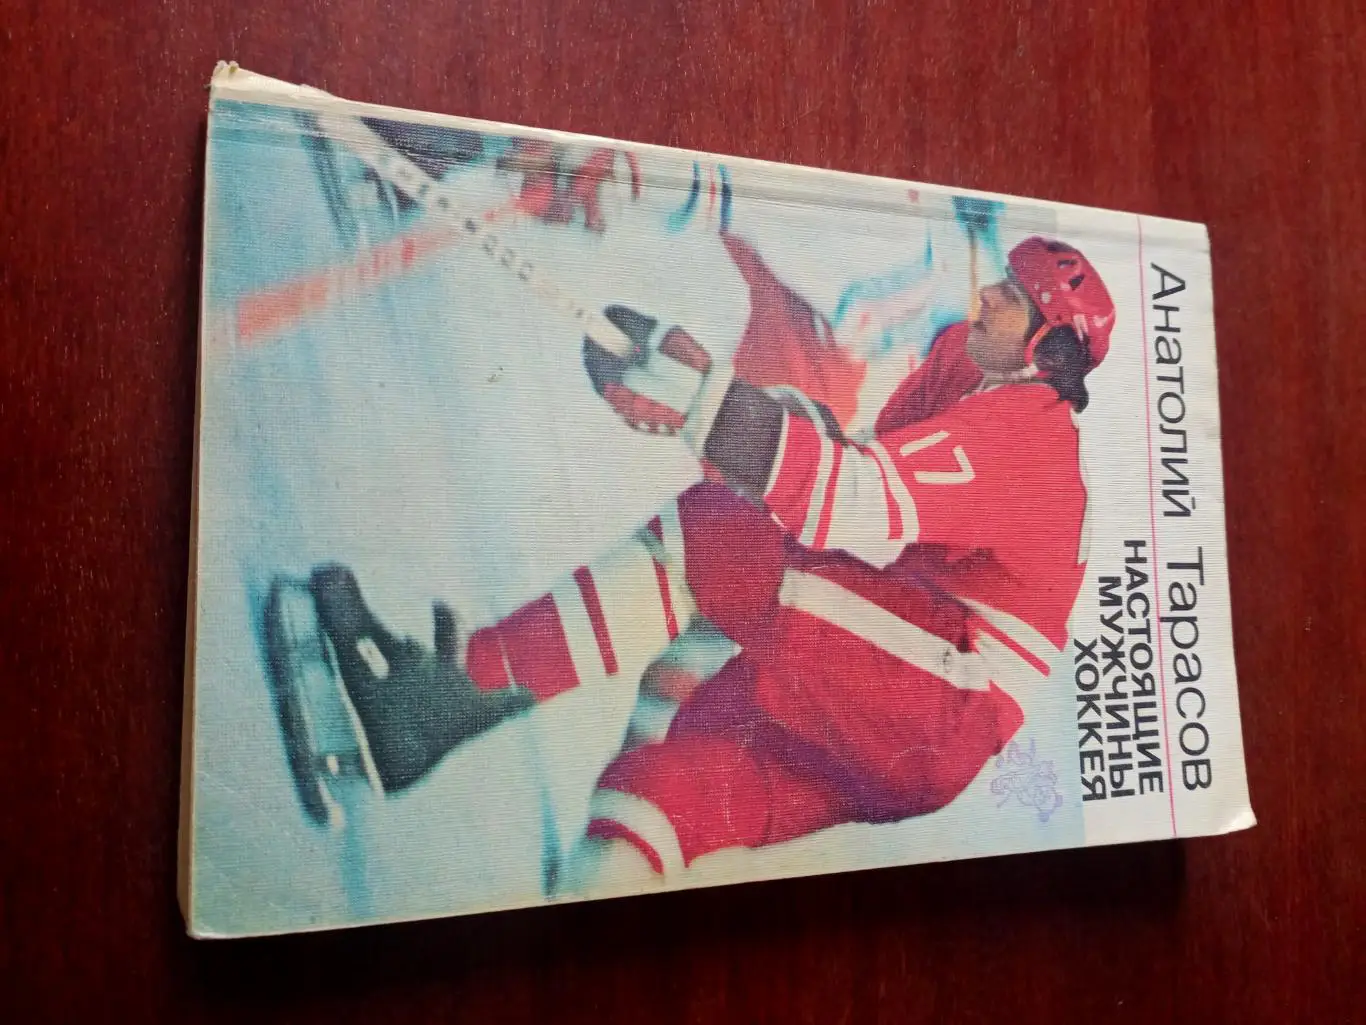 Анатолий Тарасов
НАСТОЯЩИЕ
МУЖЧИНЫ
ХОККЕЯ
17